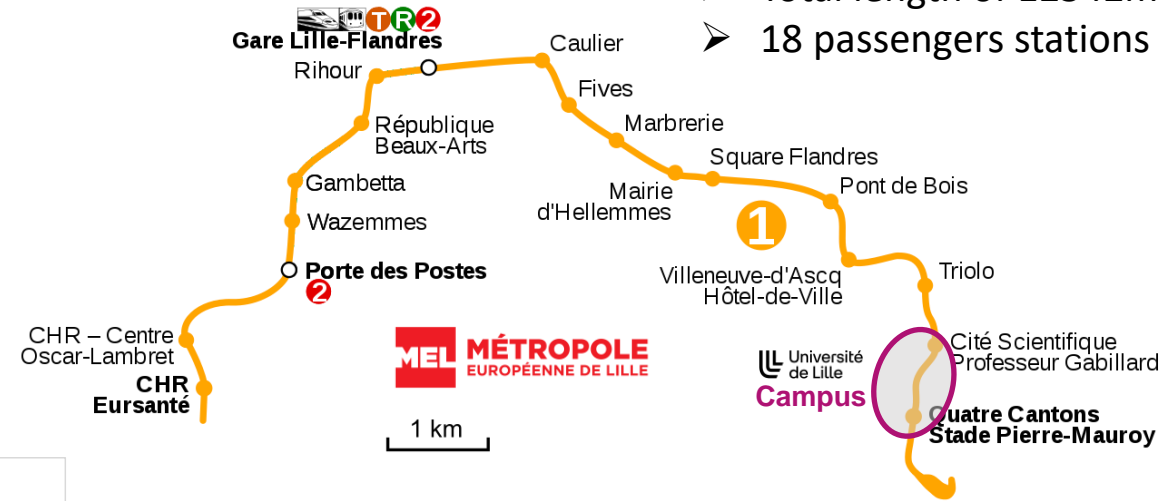 18 passengers stations
T R 2
Gare Lille-Flandres
Rihour
Caulier
Fives
République
Beaux-Arts
Marbrerie
Square Flandres
Gambetta
Mairie
d'Hellemmes
Pont de Bois
Wazemmes
1
Porte des Postes
2
Villeneuve-d'Ascq
Hôtel-de-Ville
Triolo
CHR – Centre
Oscar-Lambret
CHR
Eursanté
MEL
MÉTROPOLE
EUROPÉENNE DE LILLE
Université
de Lille
Campus
Cité Scientifique
Professeur Gabillard
1 km
Quatre Cantons
Stade Pierre-Mauroy